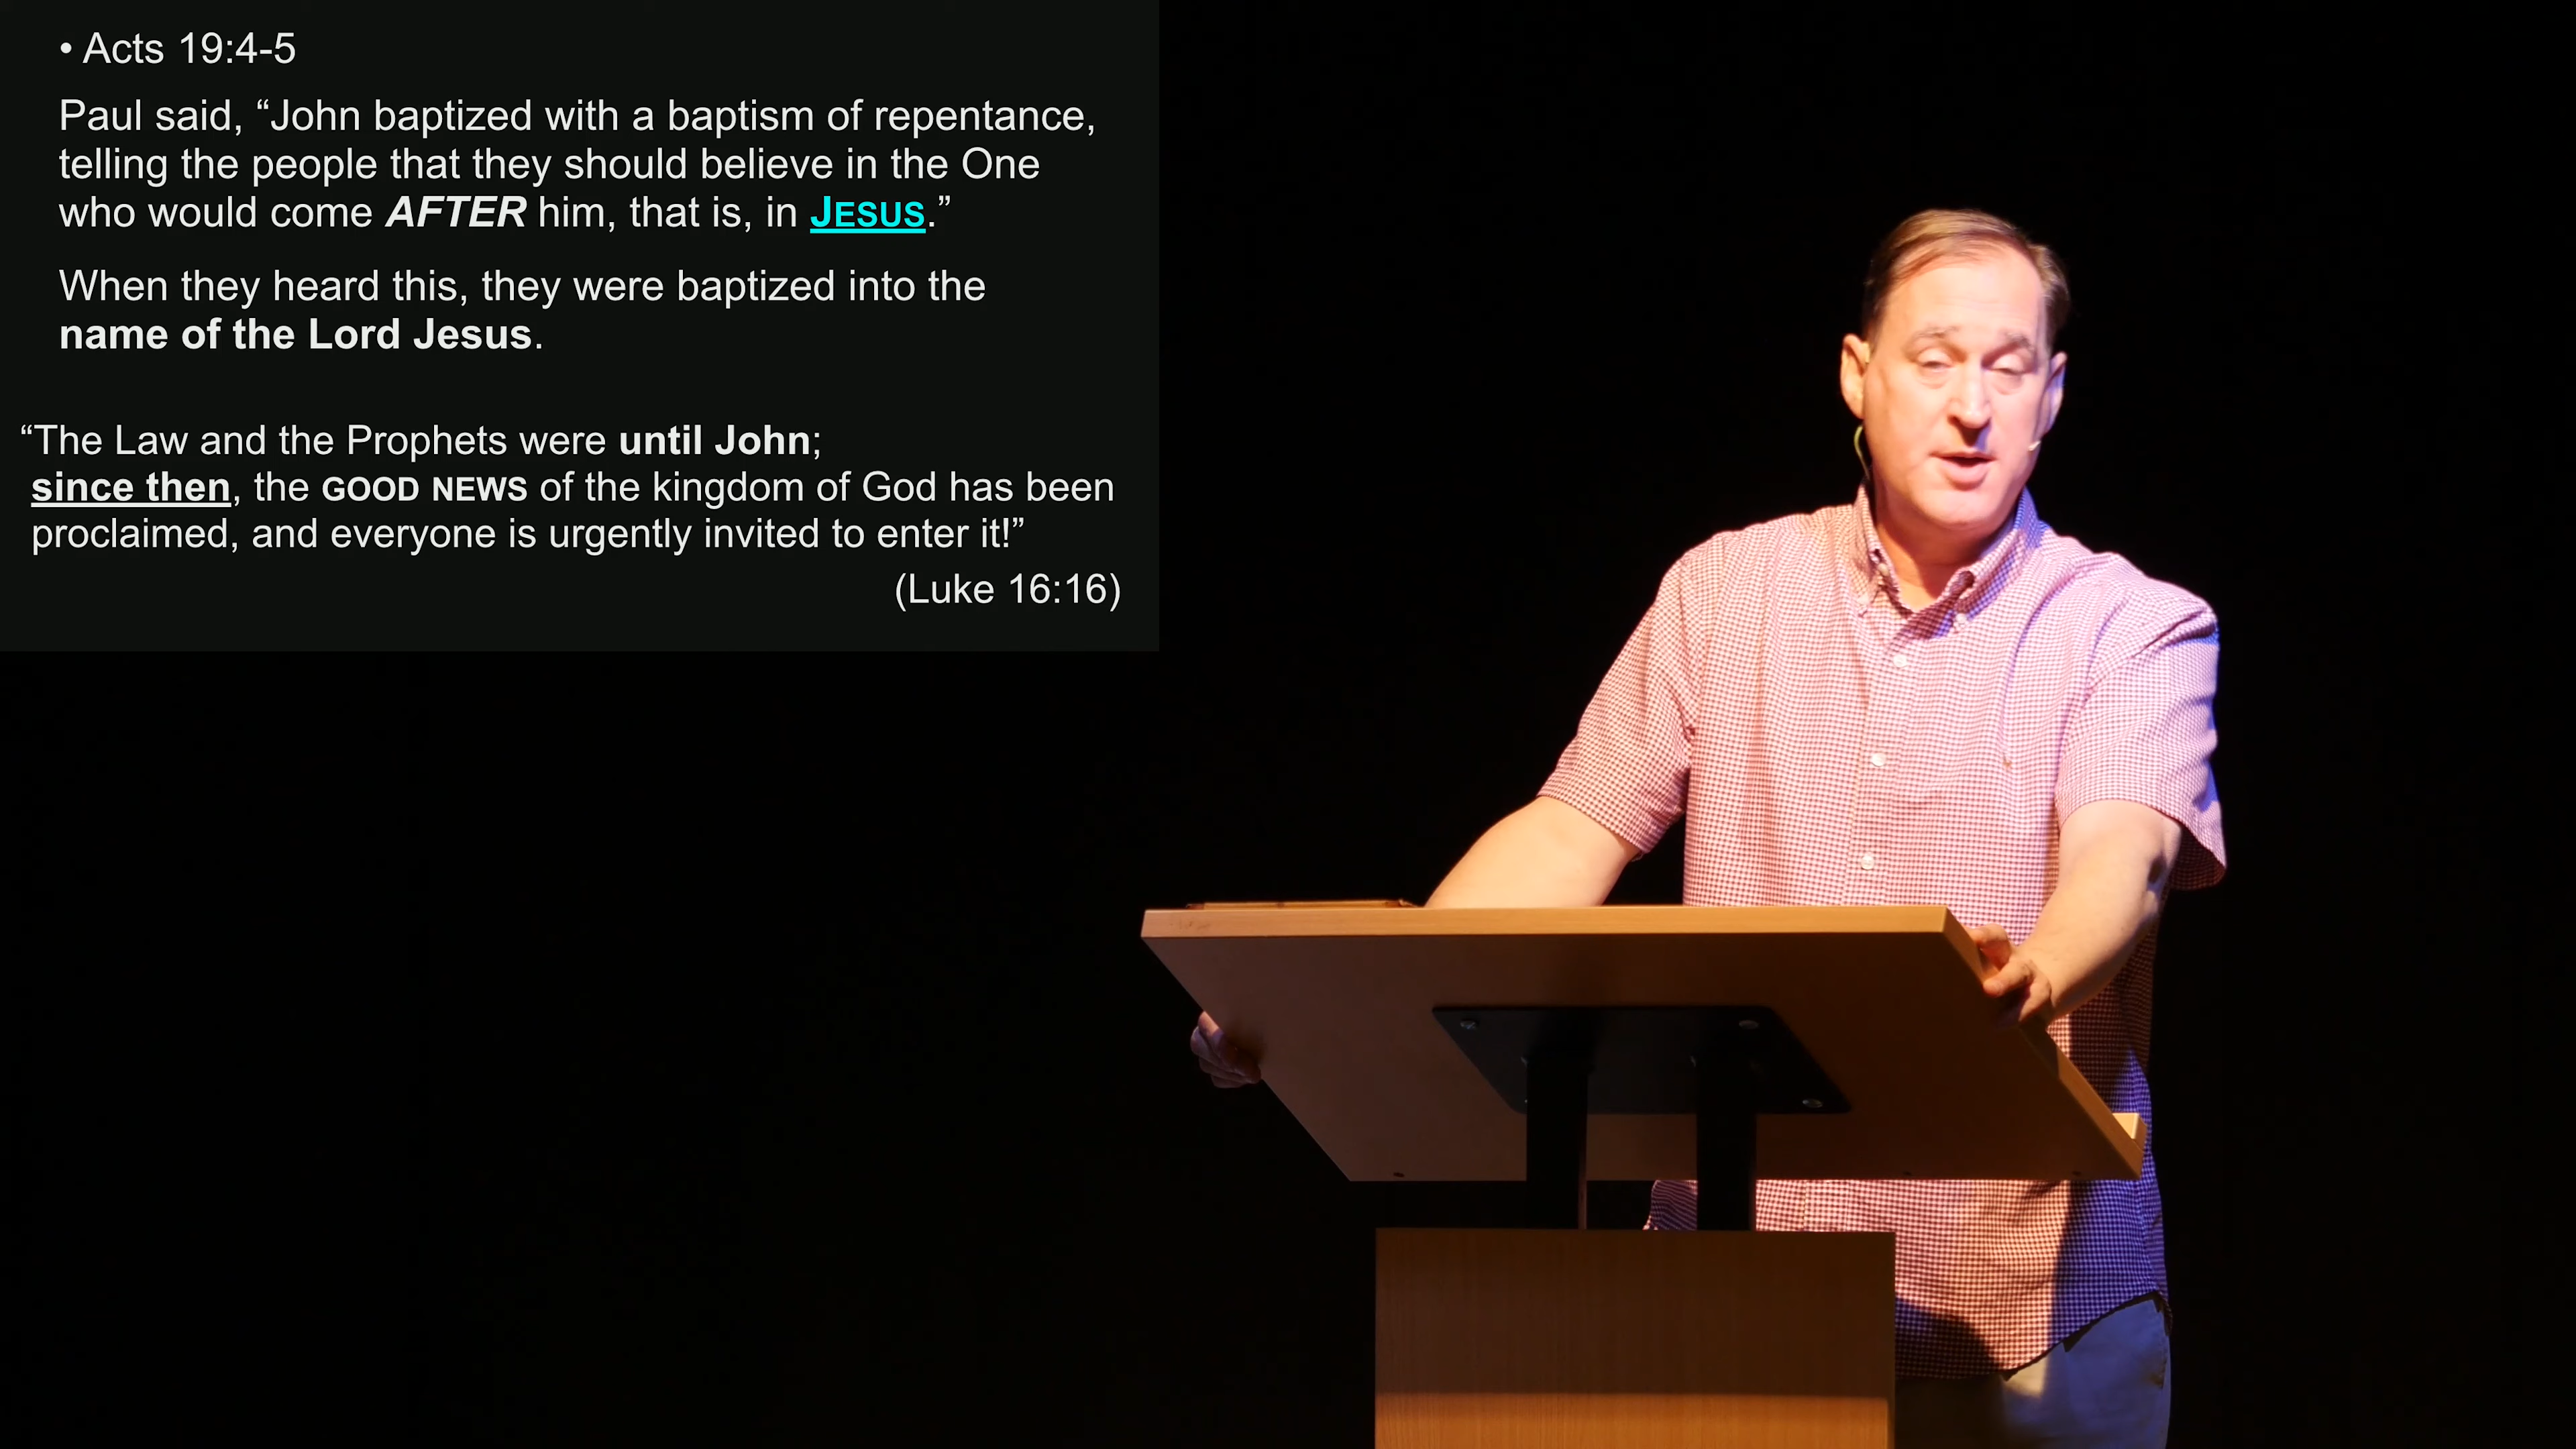 • Acts 19:4-5
Paul said, “John baptized with a baptism of repentance,
telling the people that they should believe in the One
who would come AFTER him, that is, in JESUS.”
When they heard this, they were baptized into the
name of the Lord Jesus.
“The Law and the Prophets were until John;
since then, the GOOD NEWS of the kingdom of God has been
proclaimed, and everyone is urgently invited to enter it!”
(Luke 16:16)